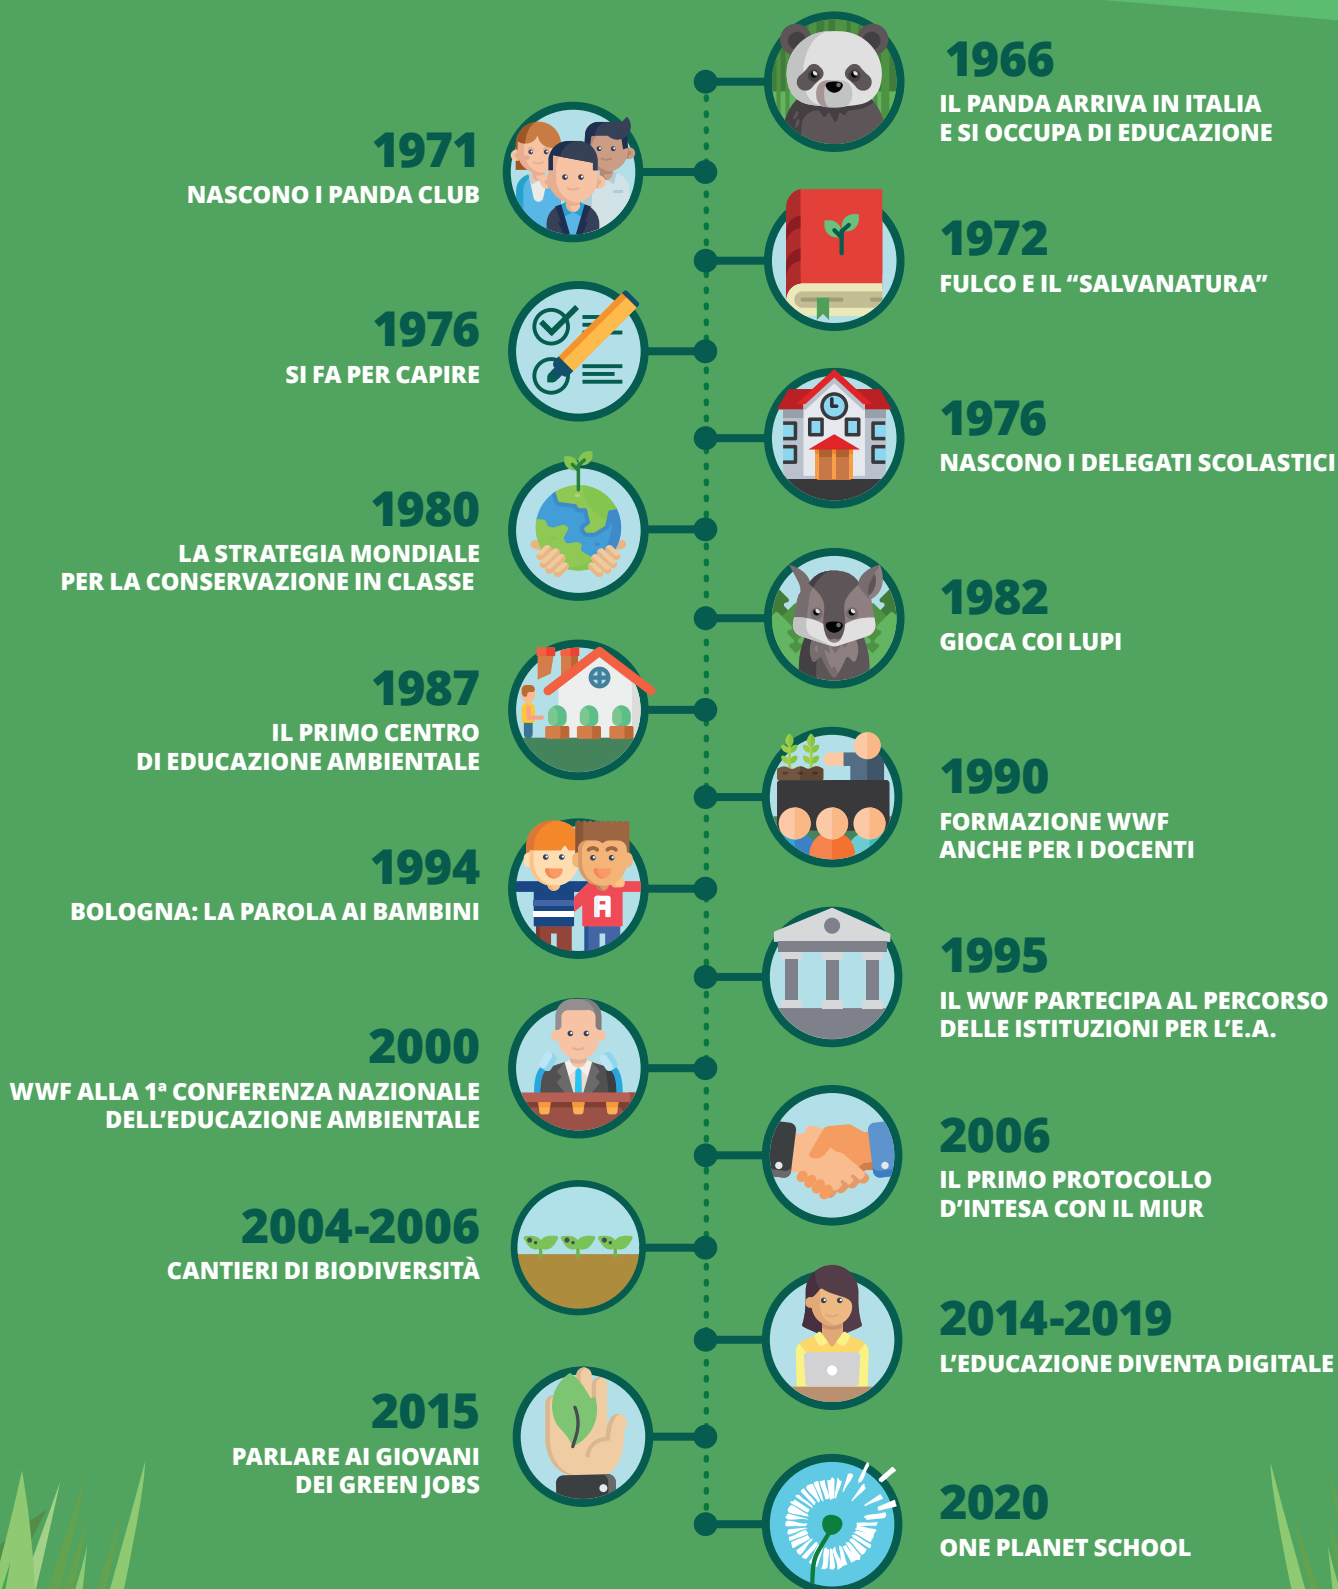 1966
IL PANDA ARRIVA IN ITALIA
E SI OCCUPA DI EDUCAZIONE
1971
NASCONO I PANDA CLUB
1972
FULCO E IL “SALVANATURA”
1976
SI FA PER CAPIRE
1976
NASCONO I DELEGATI SCOLASTICI
1980
LA STRATEGIA MONDIALE
PER LA CONSERVAZIONE IN CLASSE
1982
GIOCA COI LUPI
1987
IL PRIMO CENTRO
DI EDUCAZIONE AMBIENTALE
1990
FORMAZIONE WWF
ANCHE PER I DOCENTI
1994
BOLOGNA: LA PAROLA AI BAMBINI
A
1995
IL WWF PARTECIPA AL PERCORSO
DELLE ISTITUZIONI PER L’E.A.
2000
WWF ALLA 1ª CONFERENZA NAZIONALE
DELL’EDUCAZIONE AMBIENTALE
2006
IL PRIMO PROTOCOLLO
D’INTESA CON IL MIUR
2004-2006
CANTIERI DI BIODIVERSITÀ
2014-2019
L’EDUCAZIONE DIVENTA DIGITALE
2015
PARLARE AI GIOVANI
DEI GREEN JOBS
2020
ONE PLANET SCHOOL